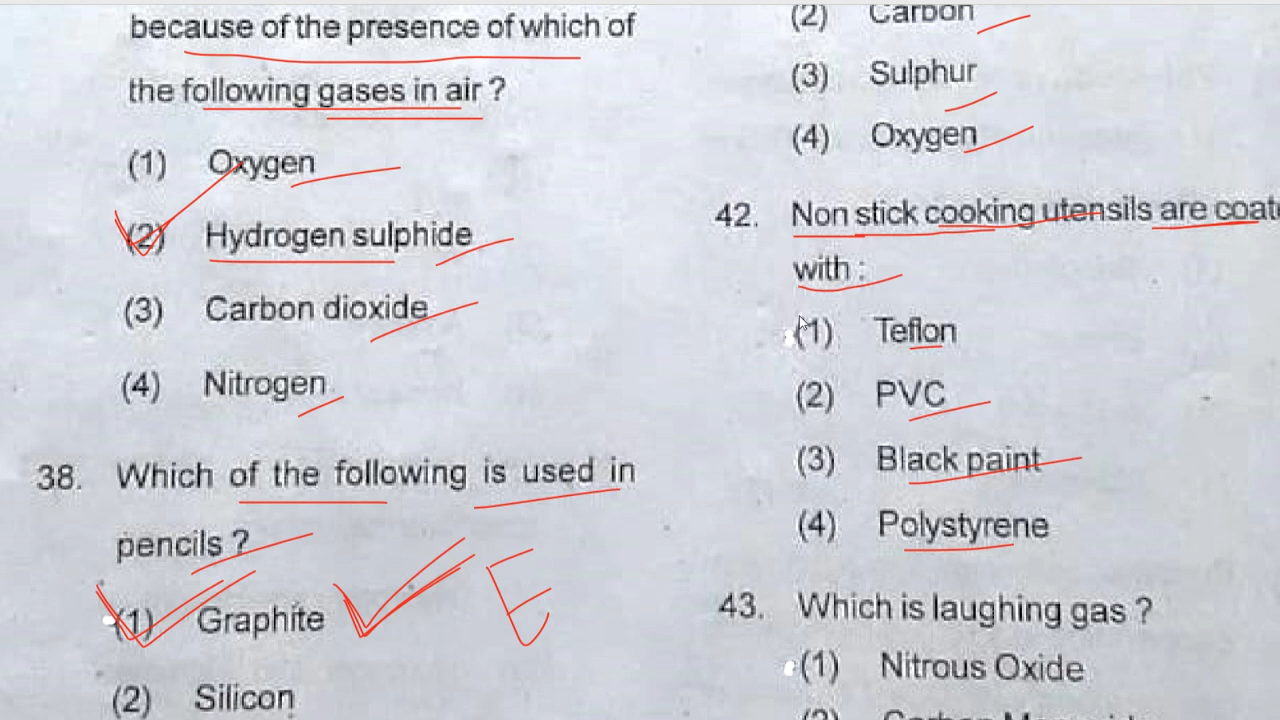 because of the presence of which of
the following gases in air ?
(1) Oxygen
(2) Hydrogen sulphide
(3) Carbon dioxide
(4) Nitrogen
38. Which of the following is used in
pencils ?
(1) Graphite
(2) Silicon
(2) Carbon
(3) Sulphur
(4) Oxygen
42. Non stick cooking utensils are coat
with :
(1) Teflon
(2) PVC
(3) Black paint
(4) Polystyrene
43. Which is laughing gas ?
(1) Nitrous Oxide